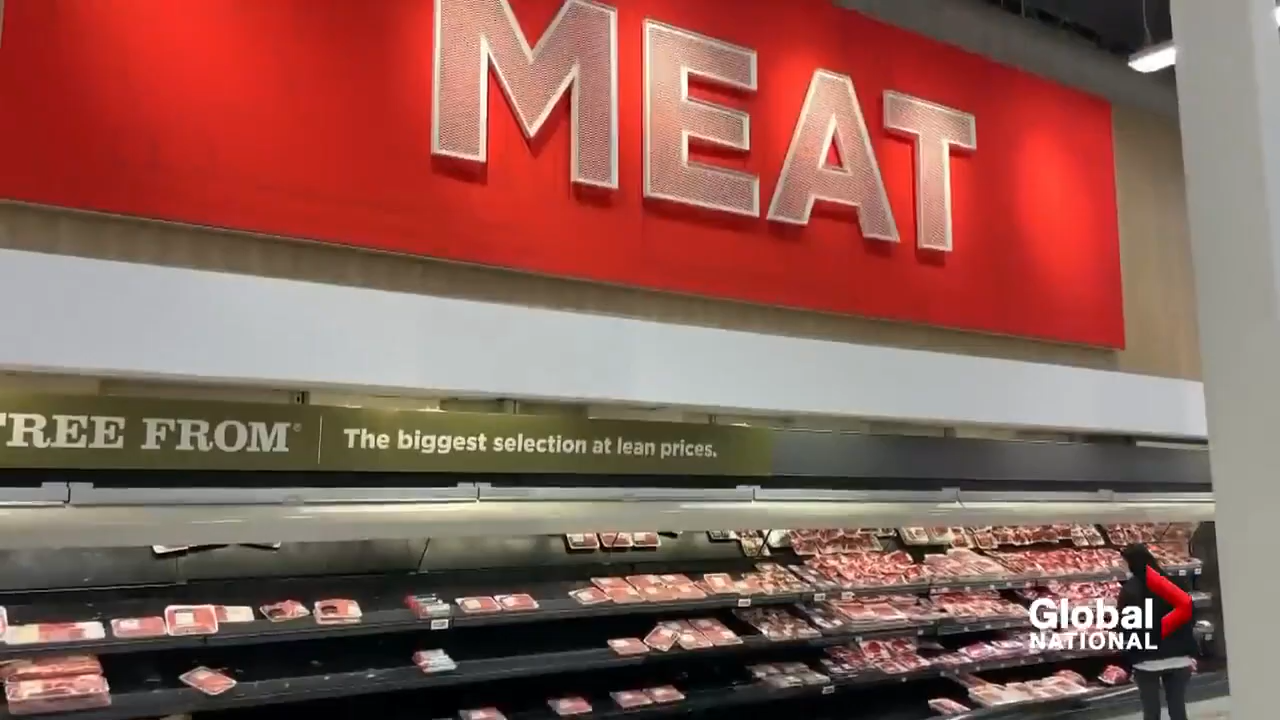 MEAT
FREE FROM®
The biggest selection at lean prices.
Global
NATIONAL